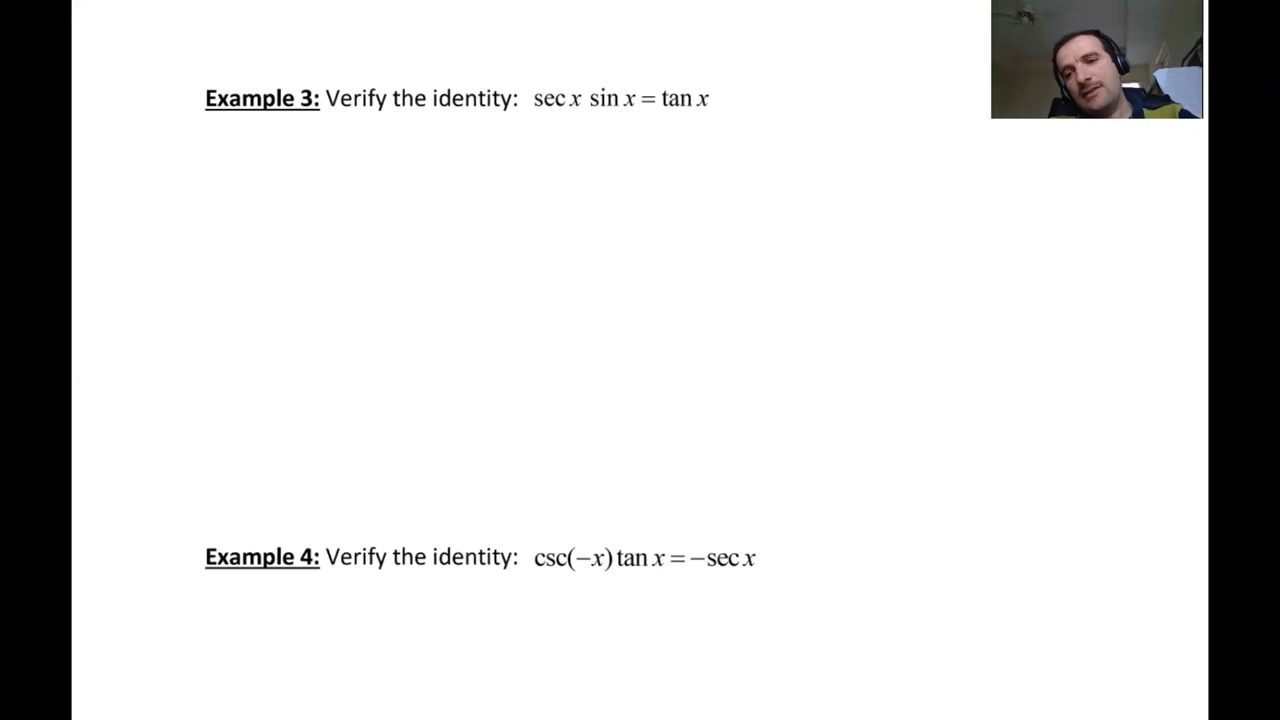 Example 3: Verify the identity: sec x sin x = tan x
Example 4: Verify the identity: csc(−x) tan x = −sec x